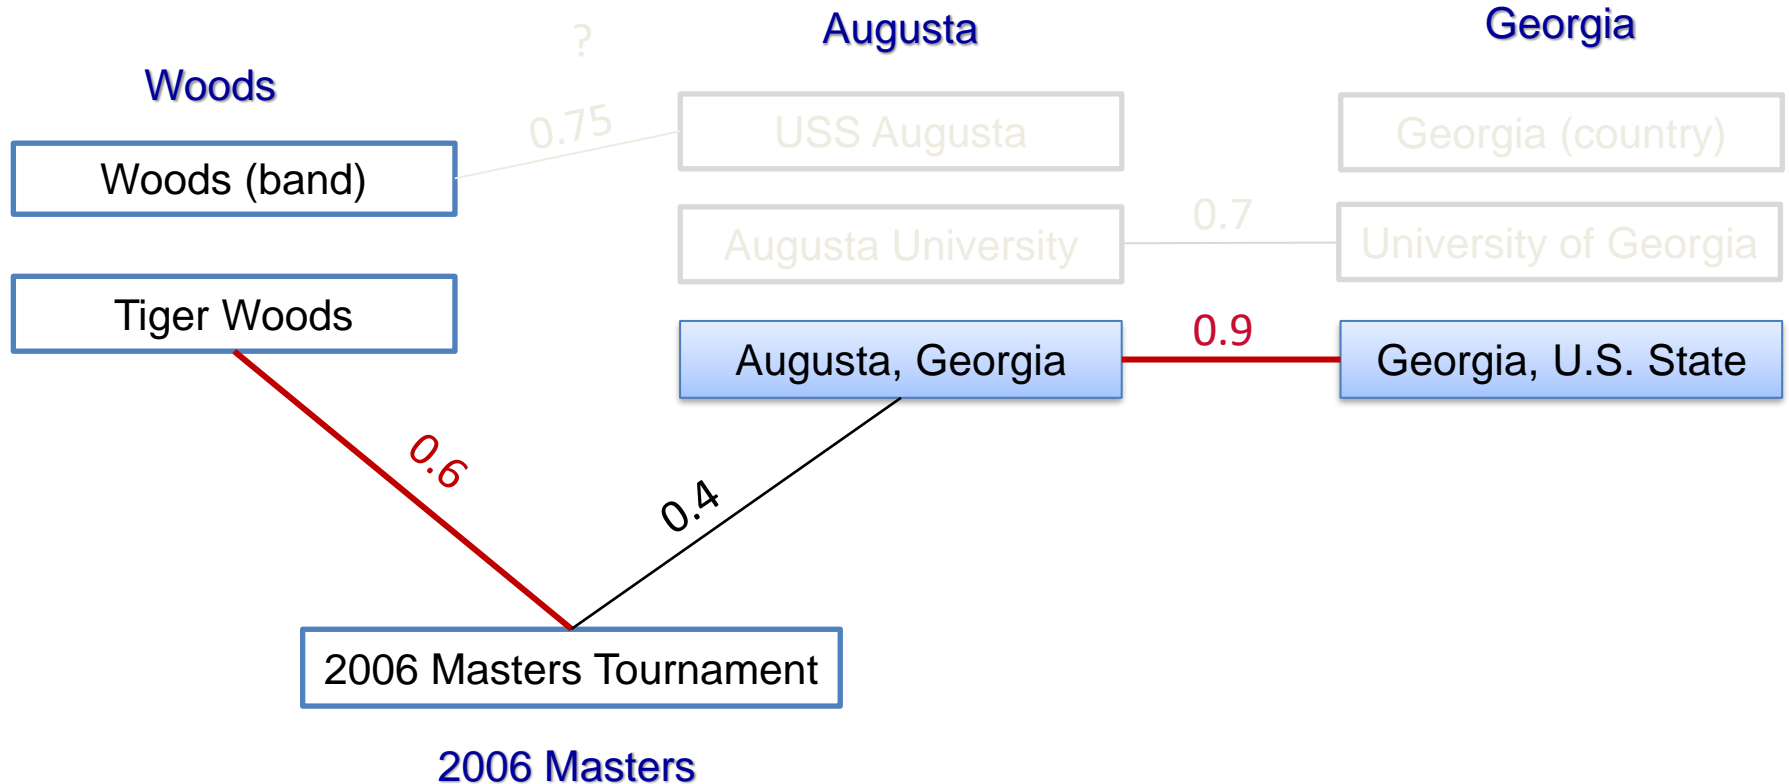 Woods
?
Augusta
Georgia
Woods (band)
0.75
USS Augusta
Georgia (country)
Augusta University
0.7
University of Georgia
Tiger Woods
Augusta, Georgia
0.9
Georgia, U.S. State
0.6
0.4
2006 Masters Tournament
2006 Masters